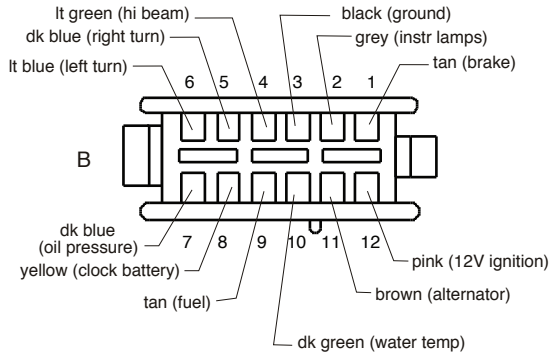 lt green (hi beam)
black (ground)
dk blue (right turn)
grey (instr lamps)
lt blue (left turn)
tan (brake)
6 5 4 3 2 1
B
dk blue
(oil pressure)
7 8 9 10 11 12
yellow (clock battery)
pink (12V ignition)
tan (fuel)
brown (alternator)
dk green (water temp)